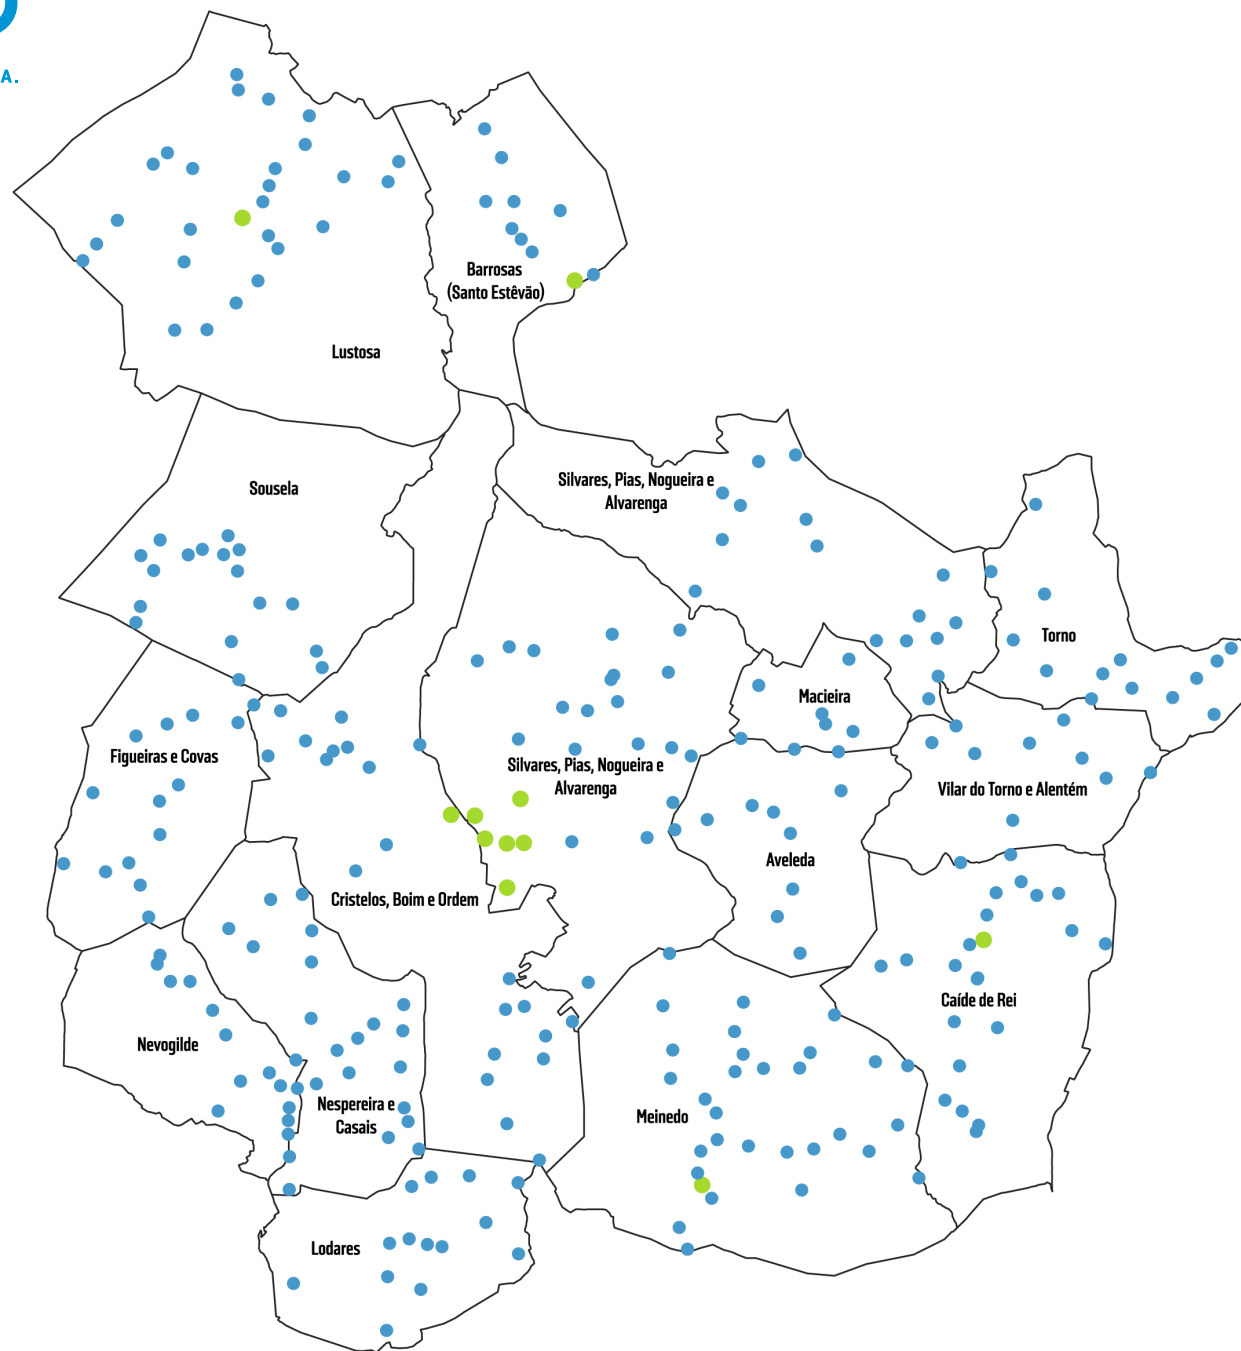 A.
Barrosas
(Santo Estêvão)
Lustosa
Sousela
Silvares, Pias, Nogueira e
Alvarenga
Torno
Macieira
Figueiras e Covas
Silvares, Pias, Nogueira e
Alvarenga
Vilar do Torno e Alentém
Aveleda
Cristelos, Boim e Ordem
Caíde de Rei
Nevogilde
Nespereira e
Casais
Meinedo
Lodares